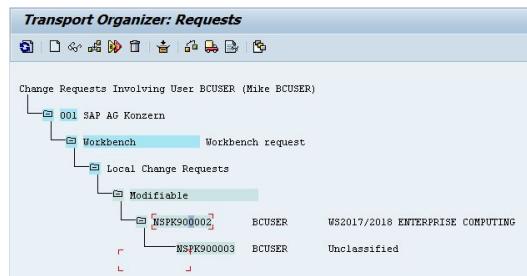 Transport Organizer: Requests
Change Requests Involving User BCUSER (Mike BCUSER)
001 SAP AG Konzern
Workbench Workbench request
Local Change Requests
Modifiable
NSPK900002 BCUSER WS2017/2018 ENTERPRISE COMPUTING
NSPK900003 BCUSER Unclassified